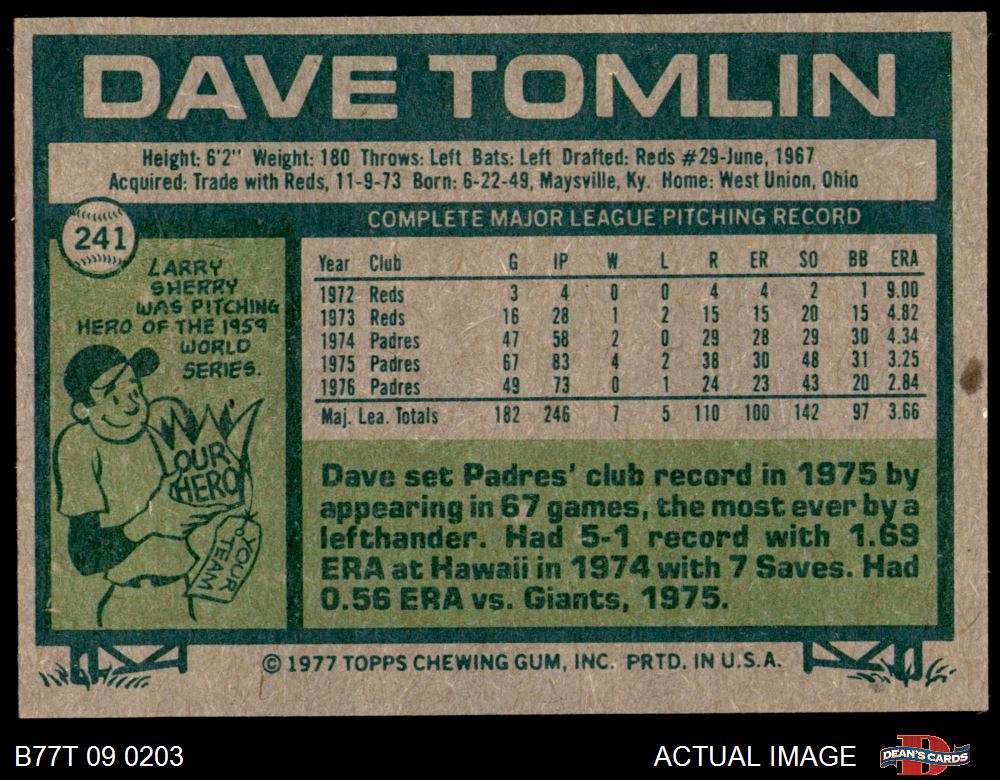 DAVE TOMLIN
Height: 6'2" Weight: 180 Throws: Left Bats: Left Drafted: Reds #29-June, 1967
Acquired: Trade with Reds, 11-9-73 Born: 6-22-49, Maysville, Ky. Home: West Union, Ohio
COMPLETE MAJOR LEAGUE PITCHING RECORD
241
LARRY
SHERRY
WAS PITCHING
HERO OF THE 1959
WORLD
SERIES.
OUR
HERO
YOUR
TEAM
Year Club G IP W L R ER SO BB ERA
1972 Reds 3 4 0 0 4 4 2 1 9.00
1973 Reds 16 28 1 2 15 15 20 15 4.82
1974 Padres 47 58 2 0 29 28 29 30 4.34
1975 Padres 67 83 4 2 38 30 48 31 3.25
1976 Padres 49 73 0 1 24 23 43 20 2.84
Maj. Lea. Totals 182 246 7 5 110 100 142 97 3.66
Dave set Padres' club record in 1975 by
appearing in 67 games, the most ever by a
lefthander. Had 5-1 record with 1.69
ERA at Hawaii in 1974 with 7 Saves. Had
0.56 ERA vs. Giants, 1975.
© 1977 TOPPS CHEWING GUM, INC. PRTD. IN U.S.A.
B77T 09 0203
ACTUAL IMAGE
D
DEAN'S CARDS